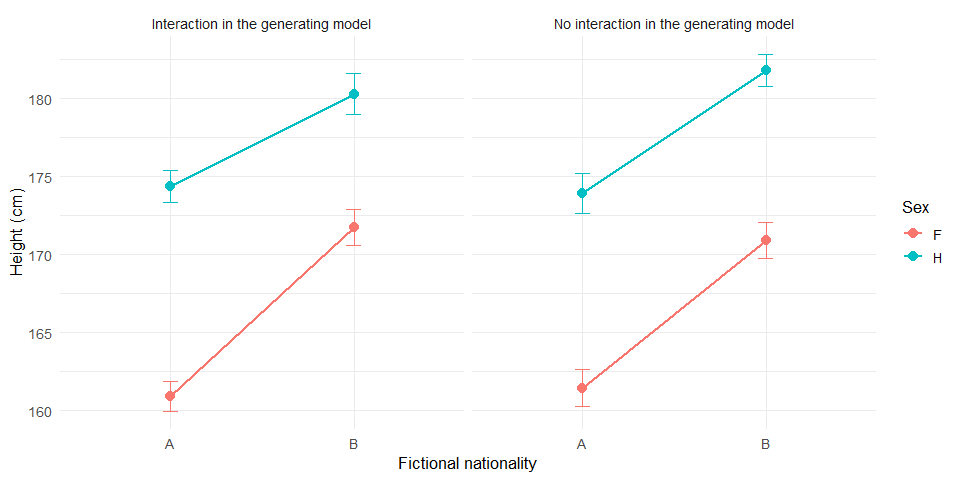 Interaction in the generating model
No interaction in the generating model
Height (cm)
180
175
170
165
160
A
B
A
B
Fictional nationality
Sex
F
H